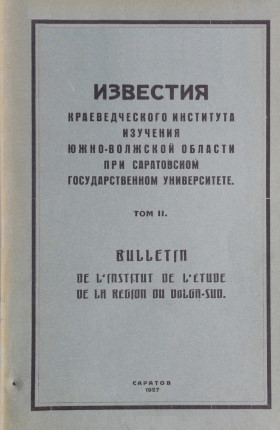 ИЗВЕСТИЯ
КРАЕВЕДЧЕСКОГО ИНСТИТУТА
ИЗУЧЕНИЯ
ЮЖНО-ВОЛЖСКОЙ ОБЛАСТИ
ПРИ САРАТОВСКОМ
ГОСУДАРСТВЕННОМ УНИВЕРСИТЕТЕ.
ТОМ II.
BULLETIN
DE L'INSTITUT DE L'ETUDE
DE LA REGION DU VOLGA-SUD.
САРАТОВ
1927